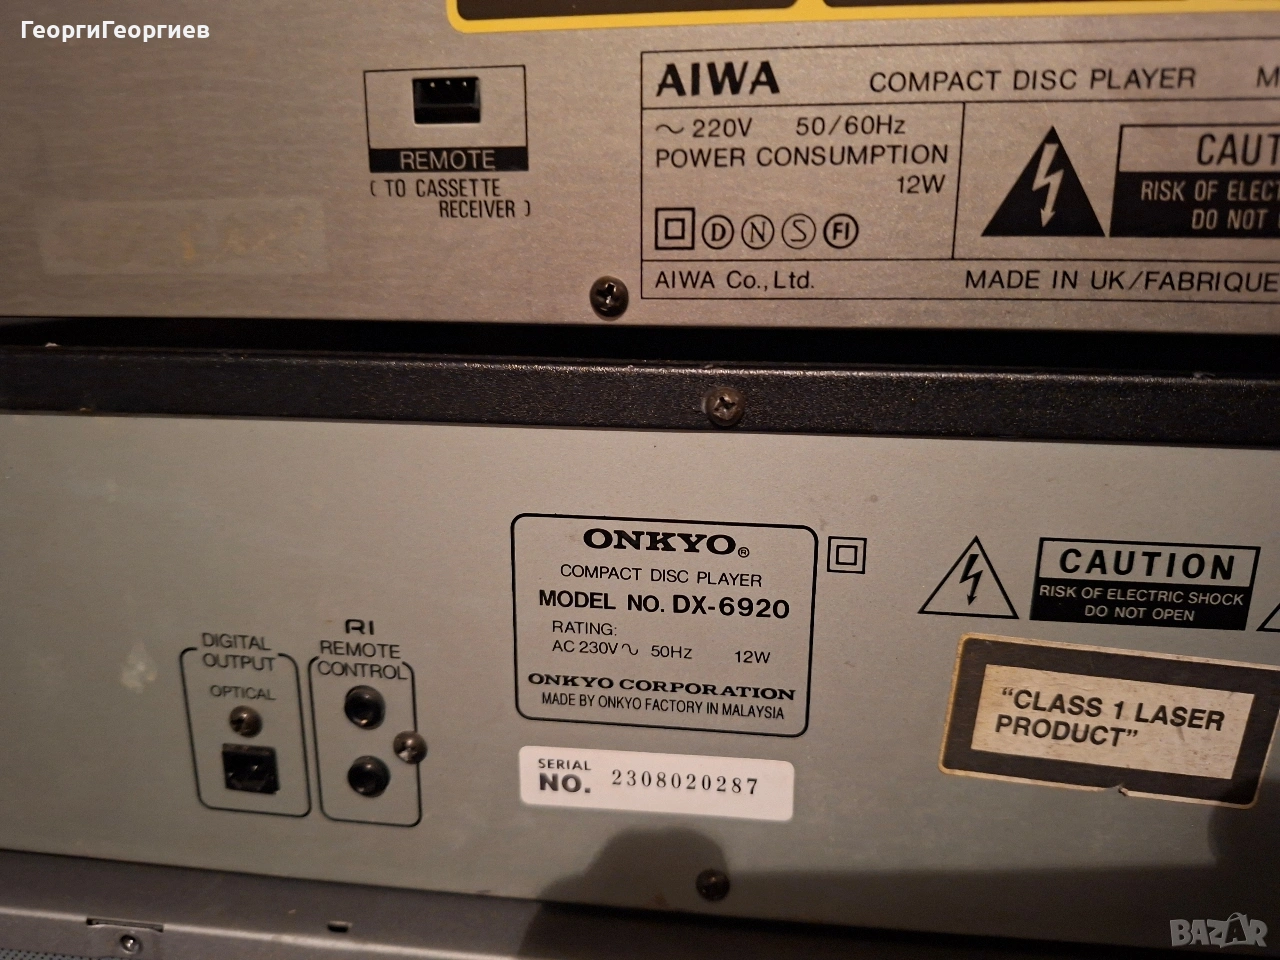 ГеоргиГеоргиев
REMOTE
( TO CASSETTE
RECEIVER )
AIWA COMPACT DISC PLAYER M
~ 220V 50/60Hz
POWER CONSUMPTION
12W
D N S FI
AIWA Co., Ltd.
CAUT
RISK OF ELEC
DO NOT
MADE IN UK/FABRIQUE
DIGITAL
OUTPUT
OPTICAL
RI
REMOTE
CONTROL
ONKYO®
COMPACT DISC PLAYER
MODEL NO. DX-6920
RATING:
AC 230V~ 50Hz 12W
ONKYO CORPORATION
MADE BY ONKYO FACTORY IN MALAYSIA
SERIAL
NO. 2308020287
CAUTION
RISK OF ELECTRIC SHOCK
DO NOT OPEN
"CLASS 1 LASER
PRODUCT"
BAZAR